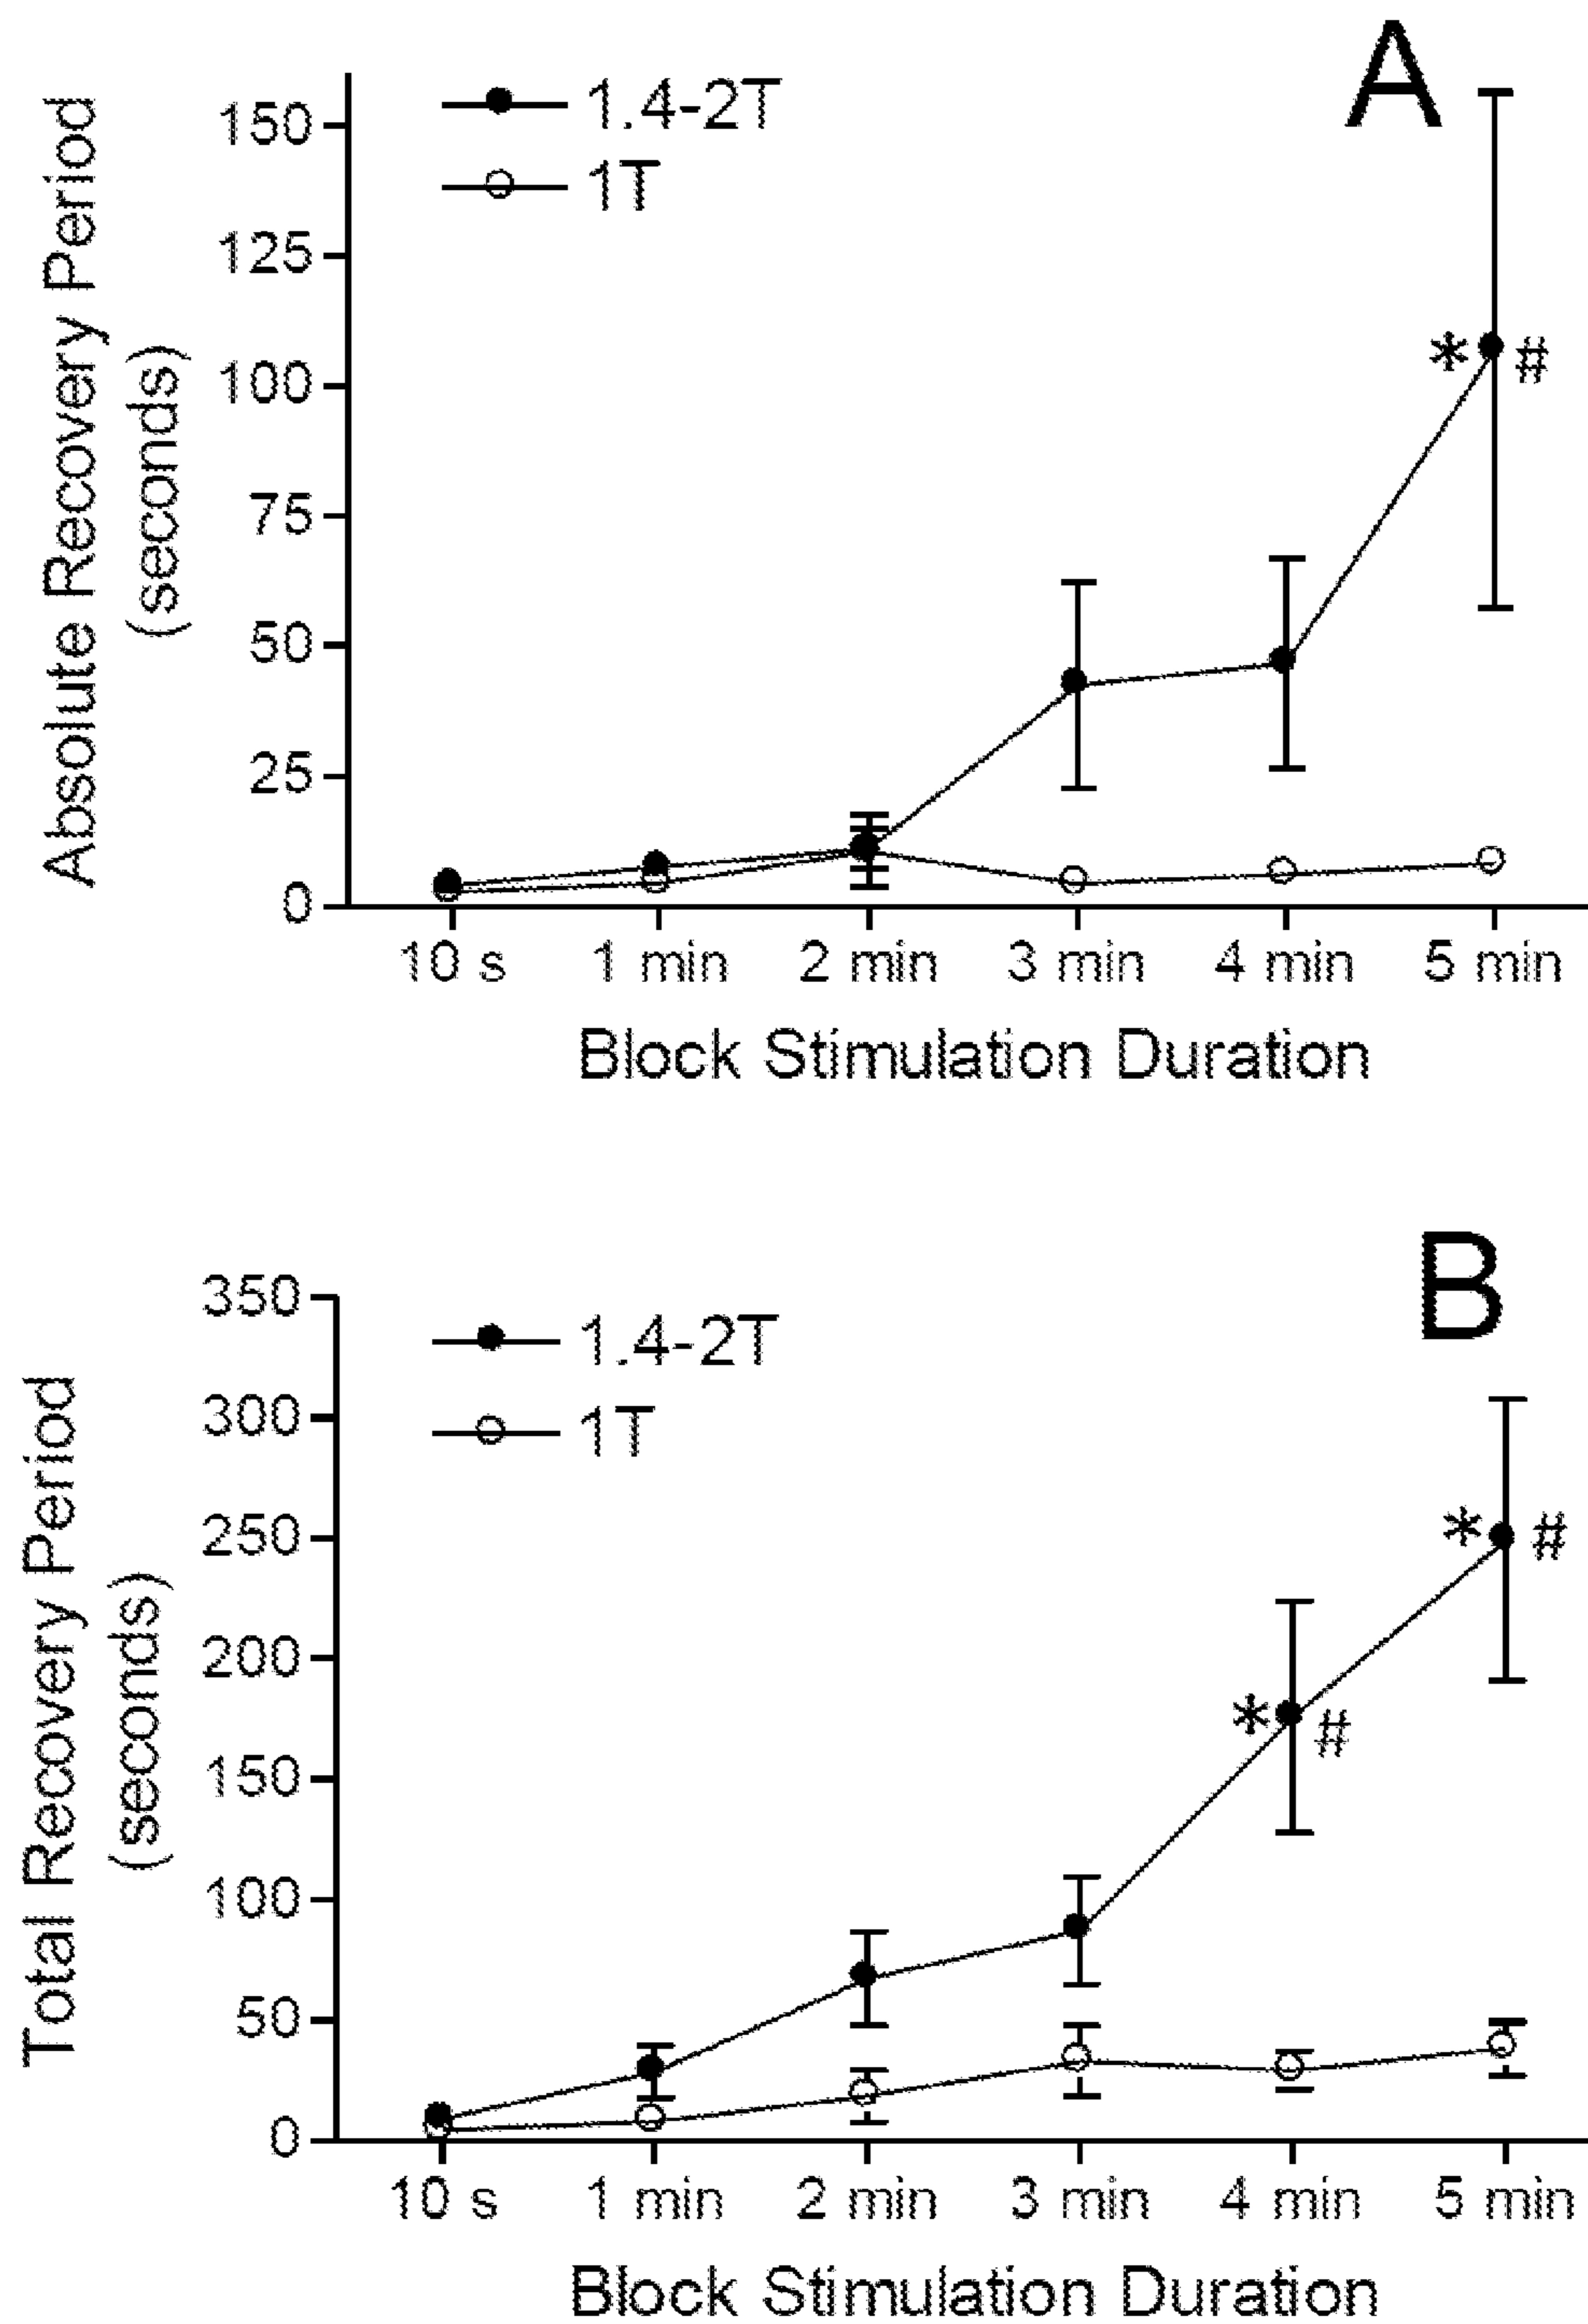 A
1.4-2T
1T
Absolute Recovery Period
(seconds)
150
125
100
75
50
25
0
* #
10 s 1 min 2 min 3 min 4 min 5 min
Block Stimulation Duration
B
1.4-2T
1T
Total Recovery Period
(seconds)
350
300
250
200
150
100
50
0
* #
* #
10 s 1 min 2 min 3 min 4 min 5 min
Block Stimulation Duration